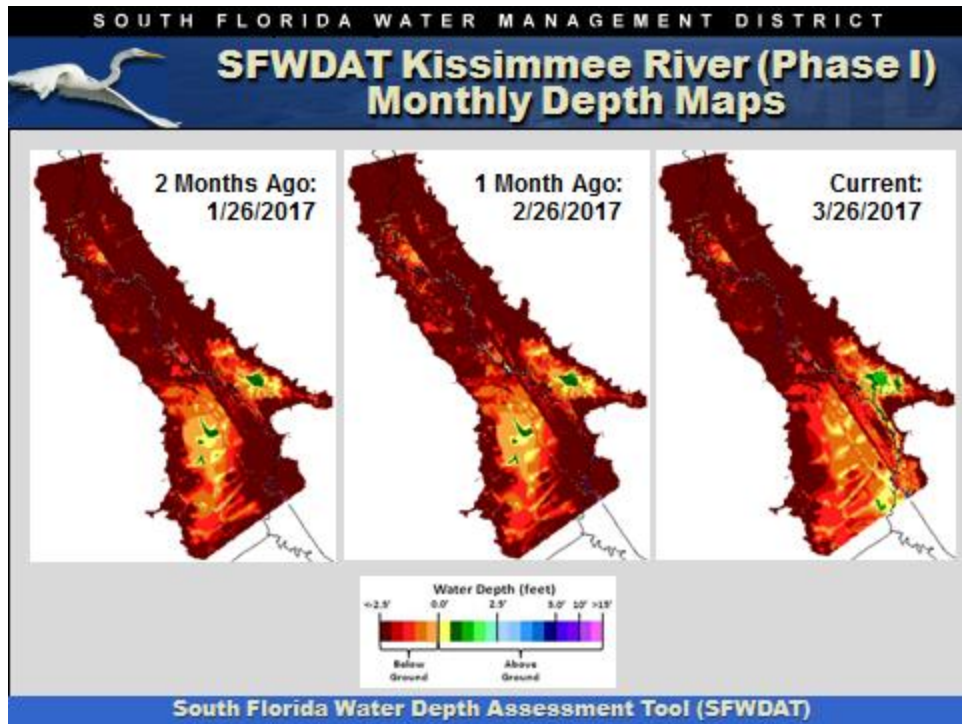 SOUTH FLORIDA WATER MANAGEMENT DISTRICT
SFWDAT Kissimmee River (Phase I)
Monthly Depth Maps
2 Months Ago:
1/26/2017
1 Month Ago:
2/26/2017
Current:
3/26/2017
Water Depth (feet)
<-2.5' 0.0' 2.5' 5.0' 10' >15'
Below
Ground
Above
Ground
South Florida Water Depth Assessment Tool (SFWDAT)